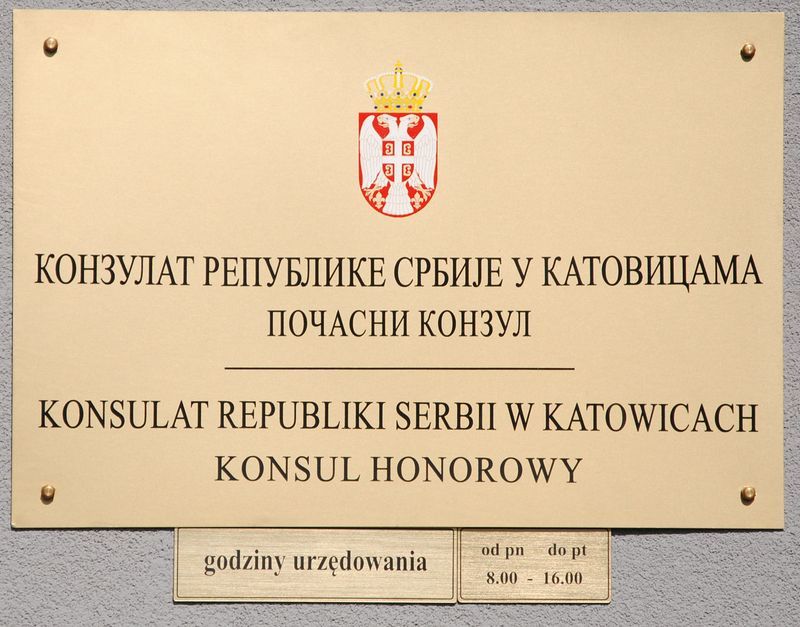 КОНЗУЛАТ РЕПУБЛИКЕ СРБИЈЕ У КАТОВИЦАМА
ПОЧАСНИ КОНЗУЛ
KONSULAT REPUBLIKI SERBII W KATOWICACH
KONSUL HONOROWY
godziny urzędowania
od pn do pt
8.00 - 16.00